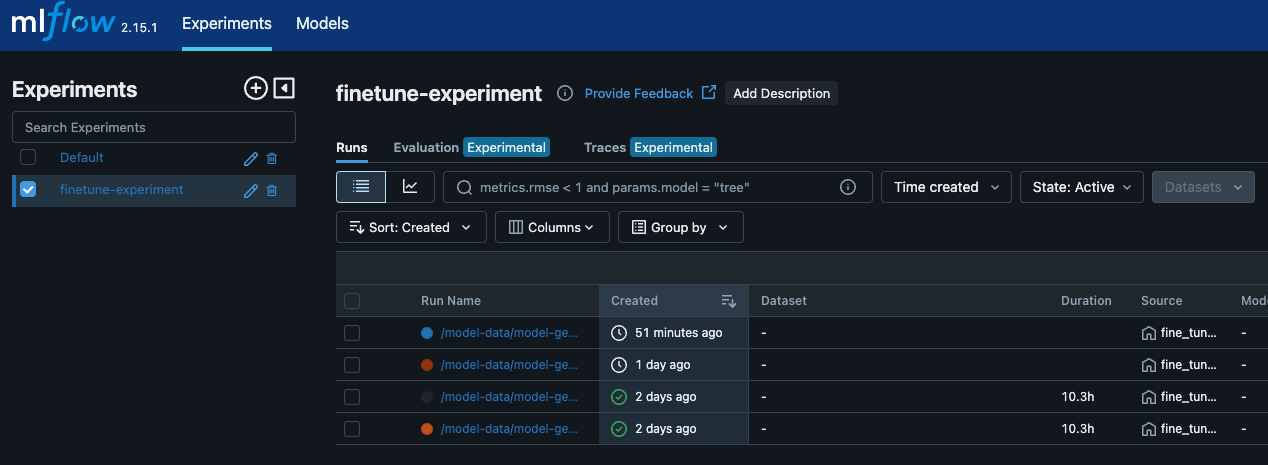 mlflow 2.15.1 Experiments Models
Experiments
Search Experiments
Default
finetune-experiment
finetune-experiment Provide Feedback Add Description
Runs Evaluation Experimental Traces Experimental
metrics.rmse < 1 and params.model = "tree" Time created State: Active Datasets
Sort: Created Columns Group by
Run Name Created Dataset Duration Source Mode
/model-data/model-ge... 51 minutes ago - fine_tun... -
/model-data/model-ge... 1 day ago - fine_tun... -
/model-data/model-ge... 2 days ago - 10.3h fine_tun... -
/model-data/model-ge... 2 days ago - 10.3h fine_tun... -